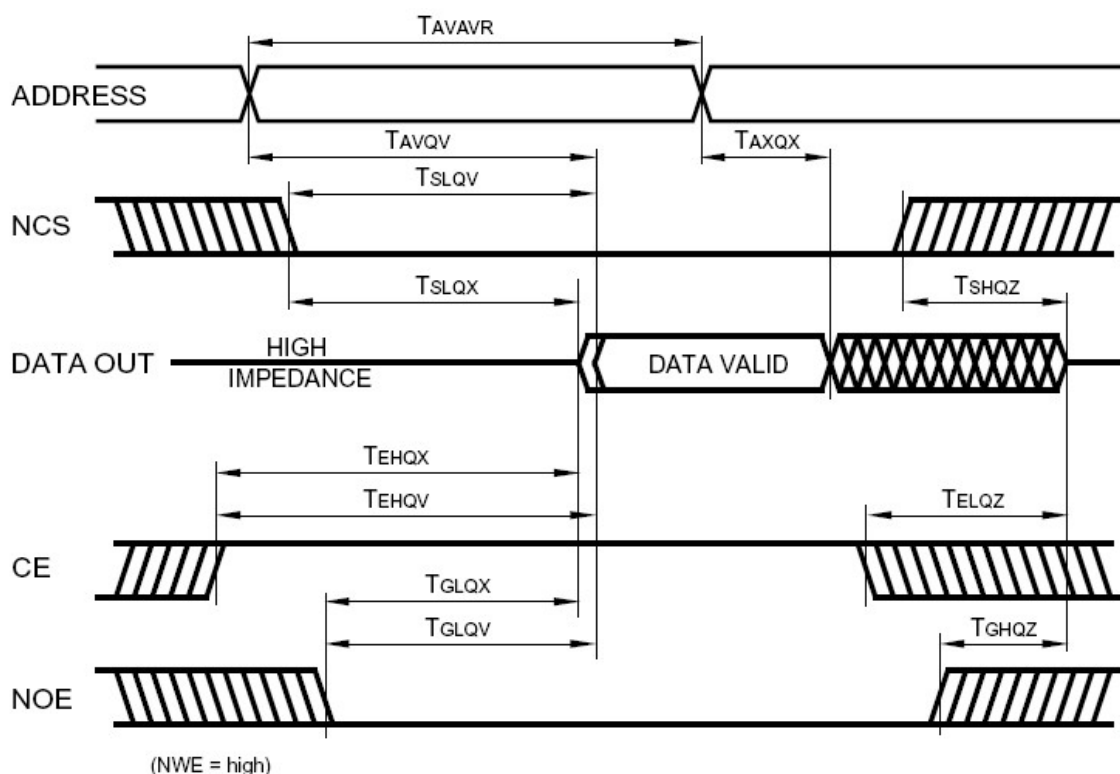 TAVAVR
ADDRESS
TAVQV
TAXQX
TSLQV
NCS
TSLQX
TSHQZ
DATA OUT
HIGH
IMPEDANCE
DATA VALID
TEHQX
TEHQV
TELQZ
CE
TGLQX
TGLQV
TGHQZ
NOE
(NWE = high)